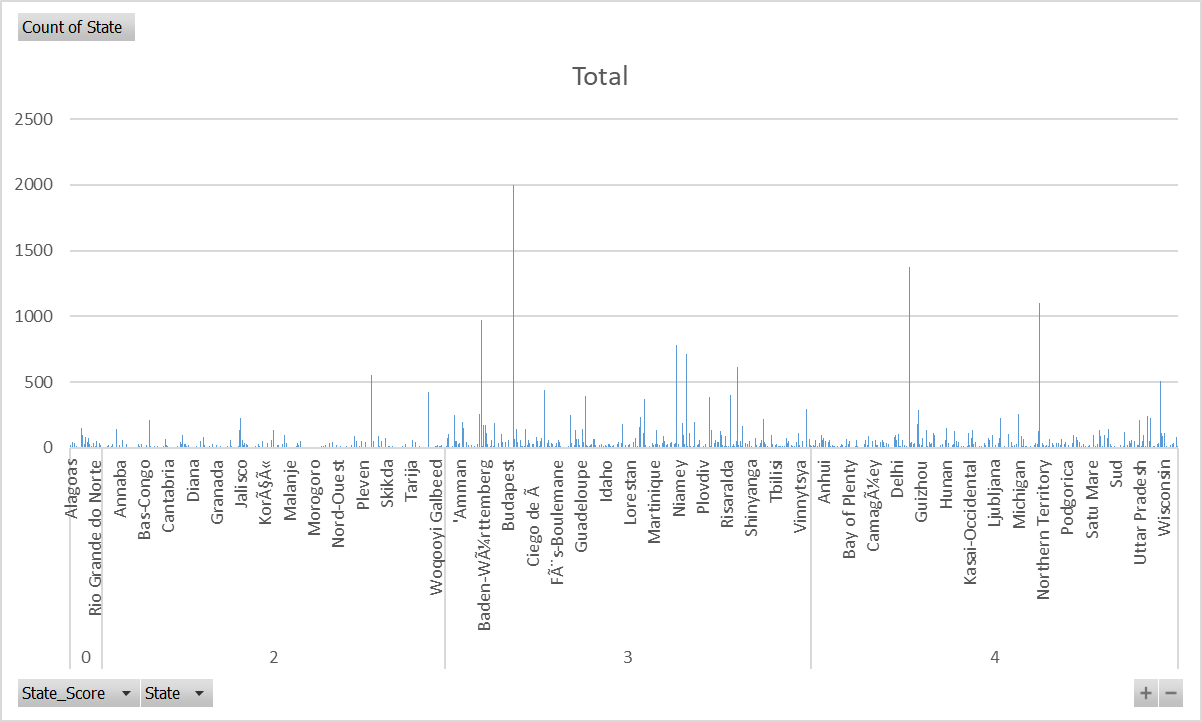 Count of State
Total
2500
2000
1500
1000
500
0
Alagoas
Rio Grande do Norte
Annaba
Bas-Congo
Cantabria
Diana
Granada
Jalisco
KorÃ§Ã«
Malanje
Morogoro
Nord-Ouest
Pleven
Skikda
Tarija
Woqooyi Galbeed
'Amman
Baden-WÃ¼rttemberg
Budapest
Ciego de Ã
FÃ¨s-Boulemane
Guadeloupe
Idaho
Lorestan
Martinique
Niamey
Plovdiv
Risaralda
Shinyanga
Tbilisi
Vinnytsya
Anhui
Bay of Plenty
CamagÃ¼ey
Delhi
Guizhou
Hunan
Kasai-Occidental
Ljubljana
Michigan
Northern Territory
Podgorica
Satu Mare
Sud
Uttar Pradesh
Wisconsin
0
2
3
4
State_Score
State